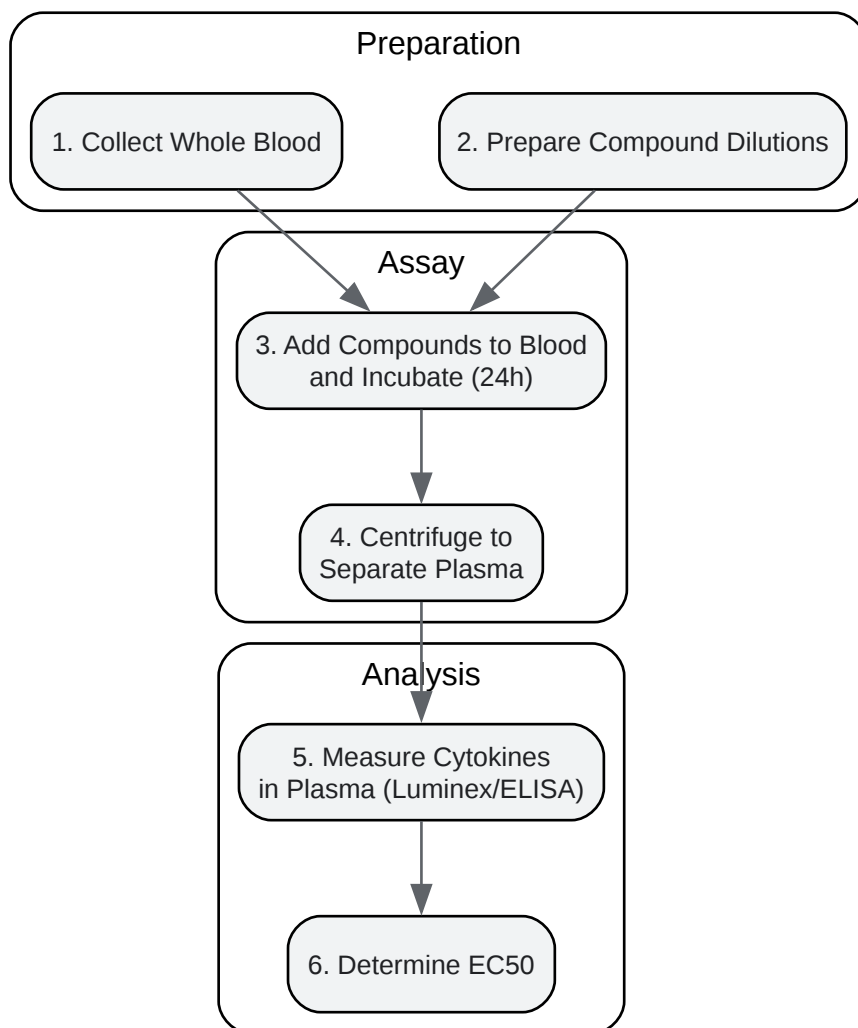 Preparation
1. Collect Whole Blood
2. Prepare Compound Dilutions
Assay
3. Add Compounds to Blood
and Incubate (24h)
4. Centrifuge to
Separate Plasma
Analysis
5. Measure Cytokines
in Plasma (Luminex/ELISA)
6. Determine EC50